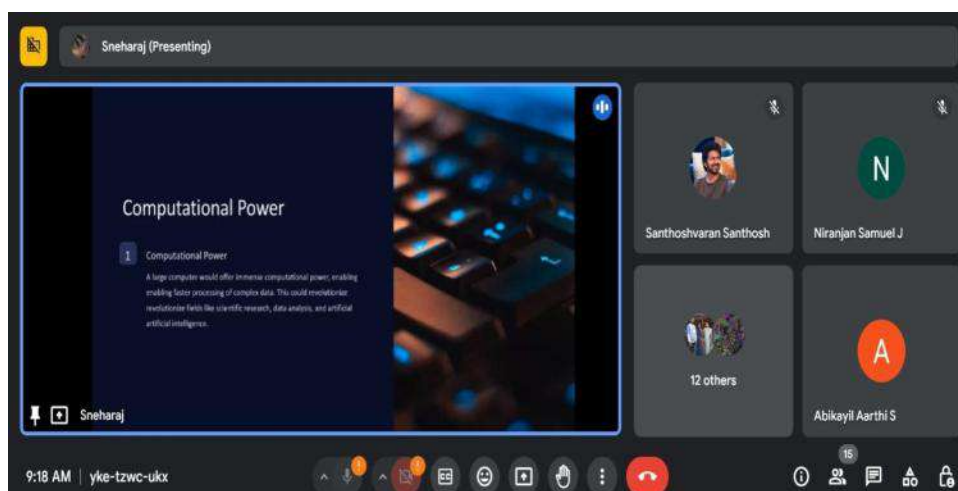 Sneharaj (Presenting)
Computational Power
1 Computational Power
A large computer would offer immense computational power, enabling
enabling faster processing of complex data. This could revolutionize
revolutionize fields like scientific research, data analysis, and artificial
artificial intelligence.
Sneharaj
Santhoshvaran Santhosh
N
Niranjan Samuel J
12 others
A
Abikayil Aarthi S
9:18 AM | yke-tzwc-ukx
CC
15